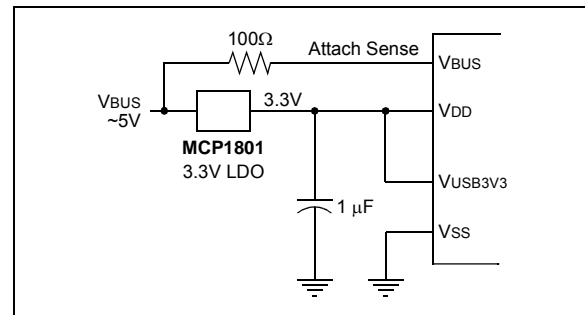 100Ω
Attach Sense
VBUS
VBUS
~5V
3.3V
VDD
MCP1801
3.3V LDO
VUSB3V3
1 µF
VSS